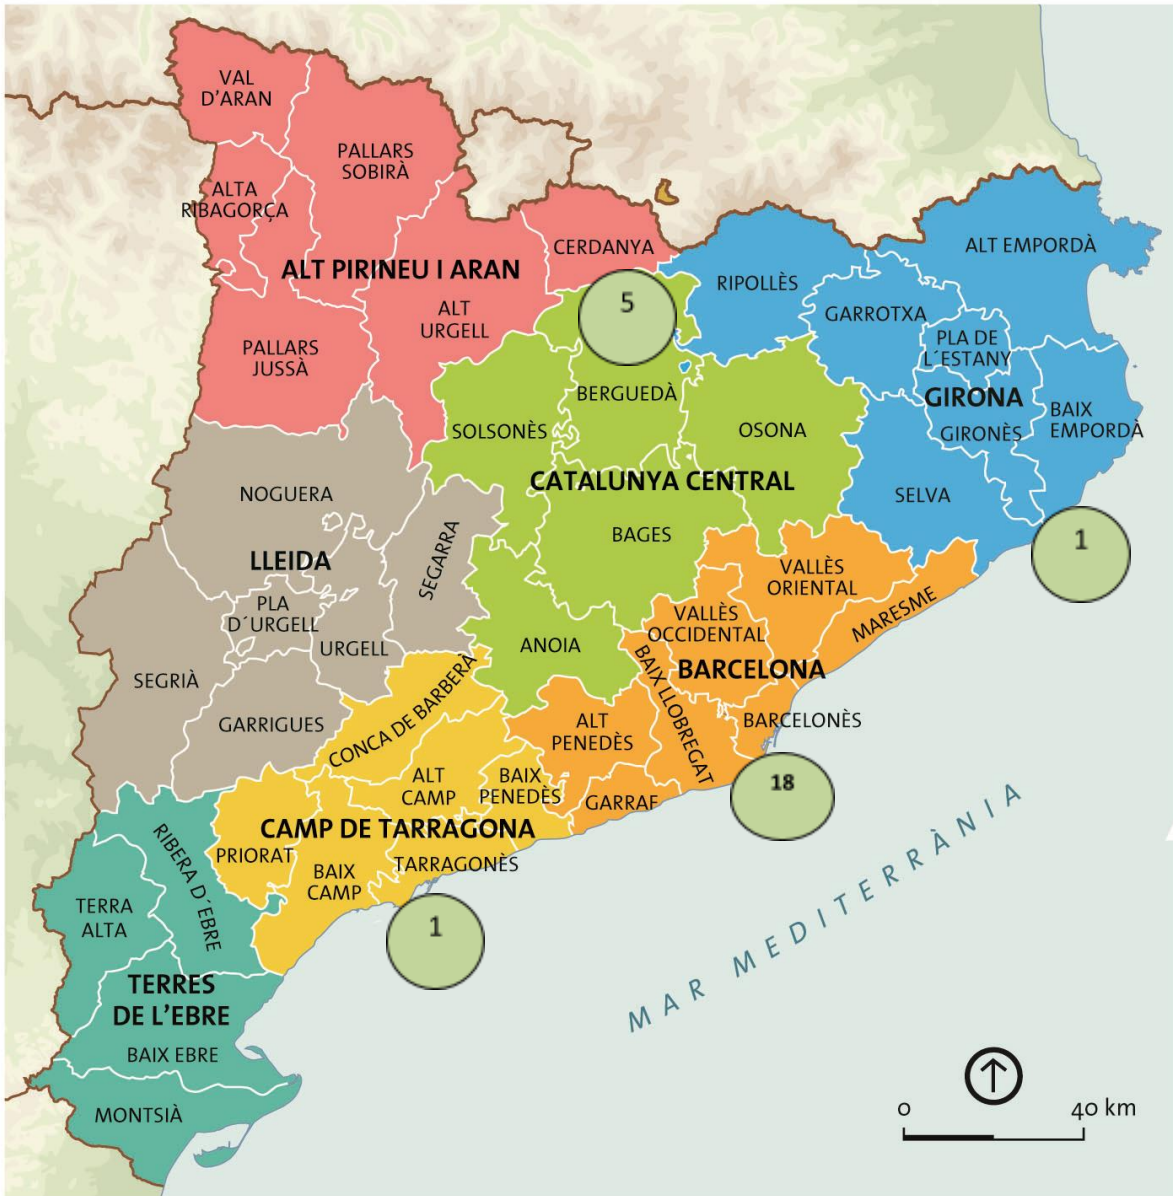 VAL
D'ARAN
PALLARS
SOBIRÀ
ALTA
RIBAGORÇA
CERDANYA
ALT PIRINEU I ARAN
ALT
URGELL
PALLARS
JUSSÀ
ALT EMPORDÀ
RIPOLLÈS
GARROTXA
PLA DE
L´ESTANY
GIRONA
GIRONÈS
BAIX
EMPORDÀ
SELVA
5
BERGUEDÀ
SOLSONÈS
OSONA
CATALUNYA CENTRAL
BAGES
ANOIA
1
NOGUERA
SEGARRA
LLEIDA
PLA
D´URGELL
URGELL
SEGRIÀ
GARRIGUES
VALLÈS
ORIENTAL
MARESME
VALLÈS
OCCIDENTAL
BARCELONA
BAIX LLOBREGAT
BARCELONÈS
ALT
PENEDÈS
GARRAF
18
CONCA DE BARBERÀ
ALT
CAMP
BAIX
PENEDÈS
CAMP DE TARRAGONA
PRIORAT
BAIX
CAMP
TARRAGONÈS
1
RIBERA D´EBRE
TERRA
ALTA
TERRES
DE L'EBRE
BAIX EBRE
MONTSIÀ
MAR MEDITERRÀNIA
0 40 km